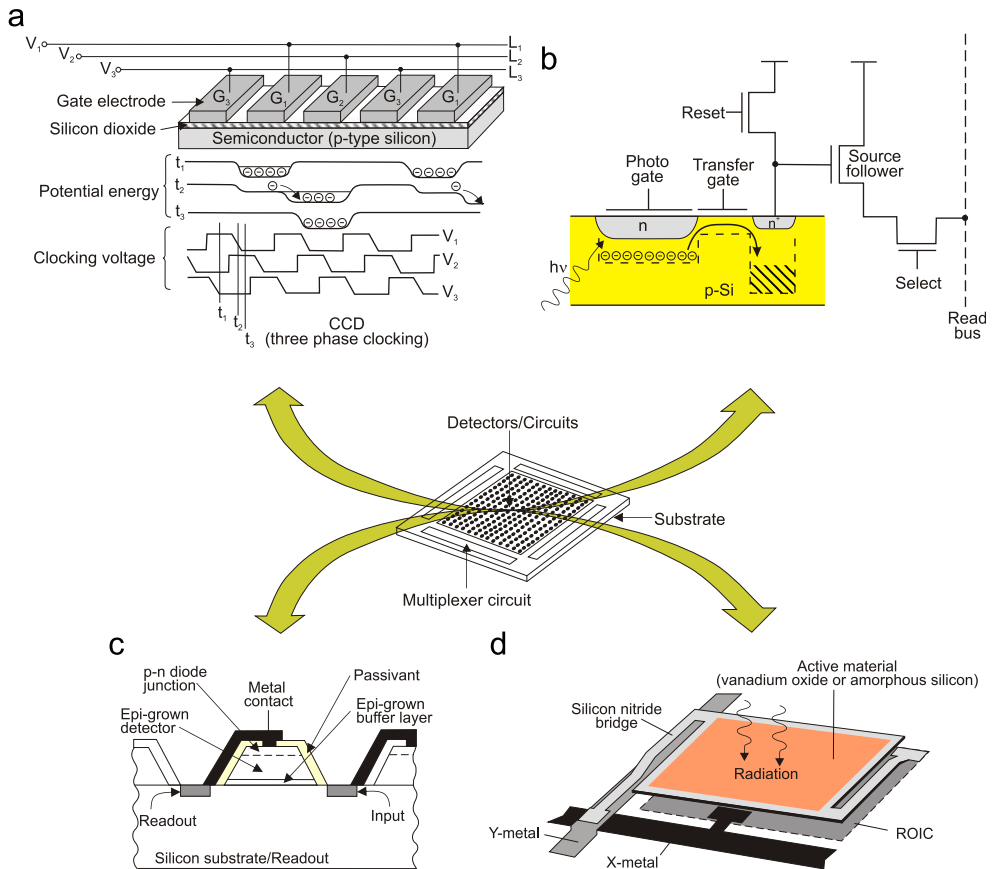 a
V₁
L₁
V₂
L₂
V₃
L₃
G₃
G₁
G₂
G₃
G₁
Gate electrode
Silicon dioxide
Semiconductor (p-type silicon)
Potential energy
t₁
t₂
t₃
Clocking voltage
V₁
V₂
V₃
t₁
t₂
t₃
CCD
(three phase clocking)
b
Reset
Photo
gate
Transfer
gate
Source
follower
n
n⁺
hν
p-Si
Select
Read
bus
Detectors/Circuits
Substrate
Multiplexer circuit
c
p-n diode
junction
Metal
contact
Passivant
Epi-grown
detector
Epi-grown
buffer layer
Readout
Input
Silicon substrate/Readout
d
Active material
(vanadium oxide or amorphous silicon)
Silicon nitride
bridge
Radiation
Y-metal
X-metal
ROIC